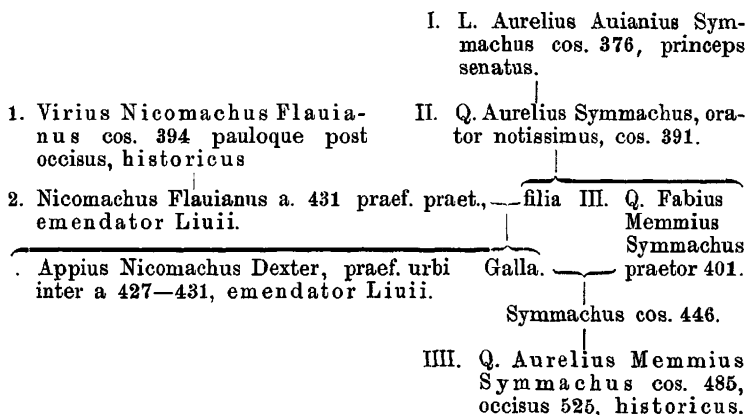 I. L. Aurelius Auianius Sym-
machus cos. 376, princeps
senatus.
1. Virius Nicomachus Flauia-
nus cos. 394 pauloque post
occisus, historicus
II. Q. Aurelius Symmachus, ora-
tor notissimus, cos. 391.
2. Nicomachus Flauianus a. 431 praef. praet.,
emendator Liuii.
filia
III. Q. Fabius
Memmius
Symmachus
praetor 401.
. Appius Nicomachus Dexter, praef. urbi
inter a 427—431, emendator Liuii.
Galla.
Symmachus cos. 446.
IIII. Q. Aurelius Memmius
Symmachus cos. 485,
occisus 525, historicus.